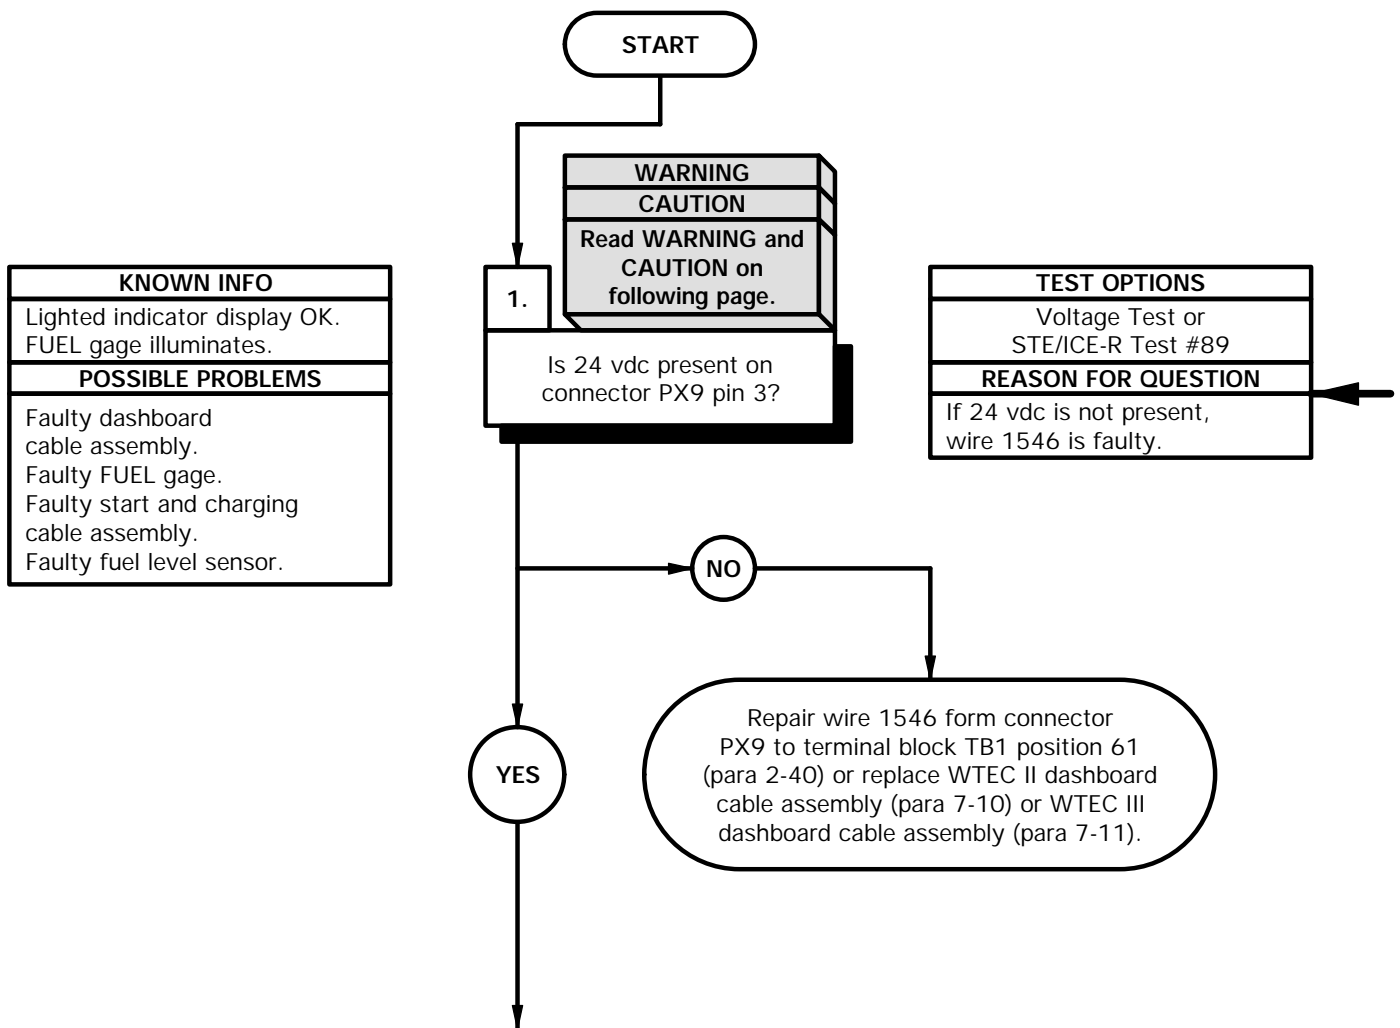 START
WARNING
CAUTION
Read WARNING and
CAUTION on
following page.
1.
Is 24 vdc present on
connector PX9 pin 3?
KNOWN INFO
Lighted indicator display OK.
FUEL gage illuminates.
POSSIBLE PROBLEMS
Faulty dashboard
cable assembly.
Faulty FUEL gage.
Faulty start and charging
cable assembly.
Faulty fuel level sensor.
TEST OPTIONS
Voltage Test or
STE/ICE-R Test #89
REASON FOR QUESTION
If 24 vdc is not present,
wire 1546 is faulty.
NO
Repair wire 1546 form connector
PX9 to terminal block TB1 position 61
(para 2-40) or replace WTEC II dashboard
cable assembly (para 7-10) or WTEC III
dashboard cable assembly (para 7-11).
YES